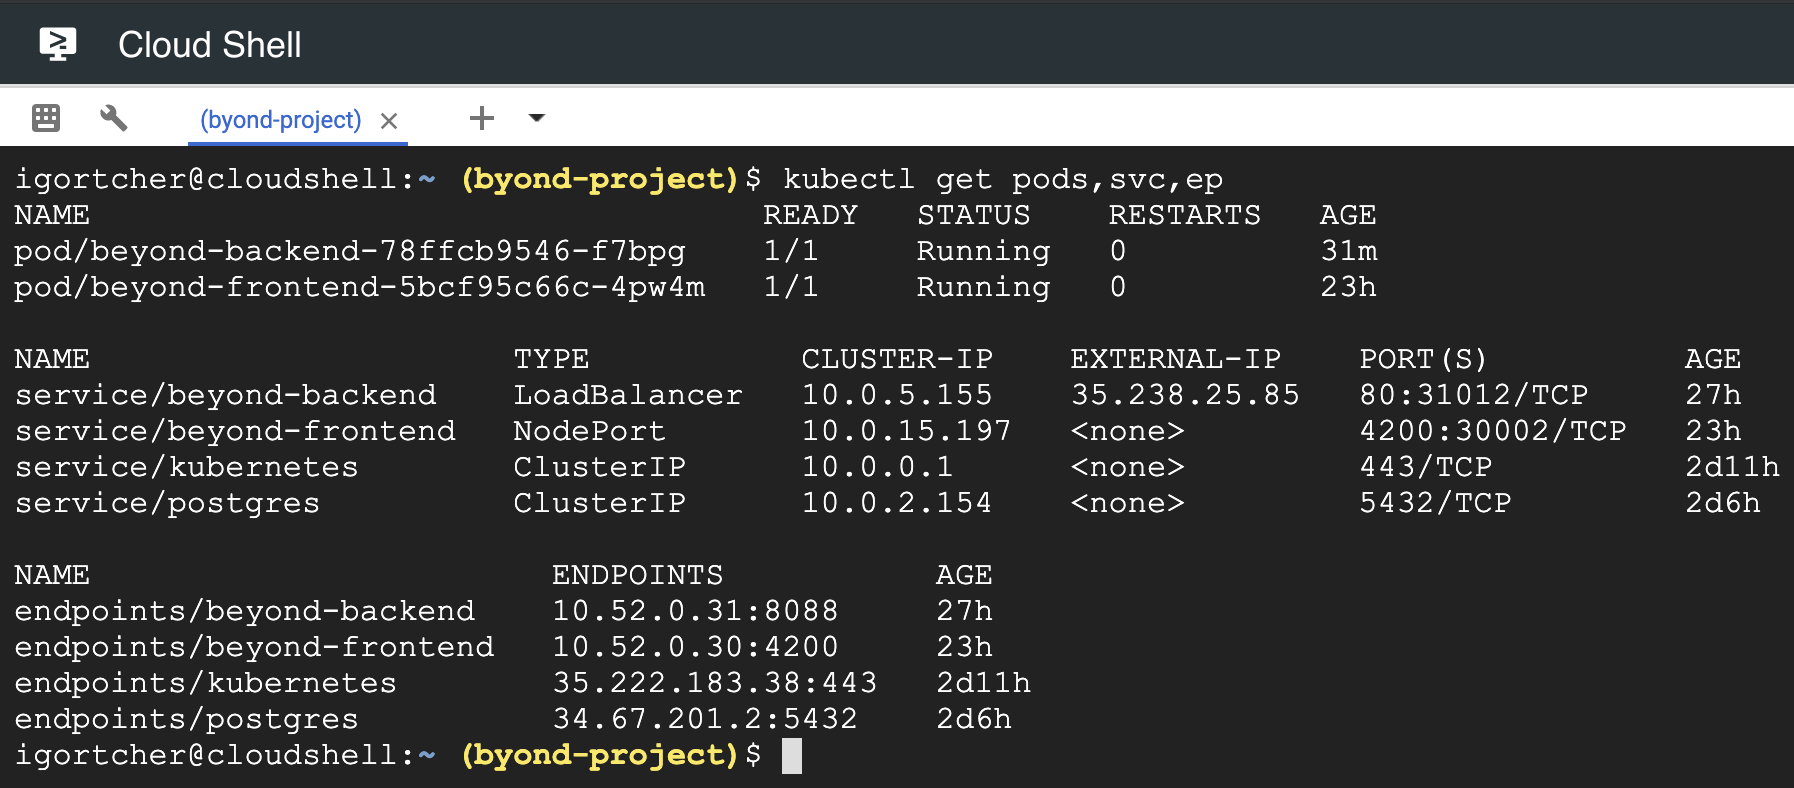 Cloud Shell
(byond-project)
igortcher@cloudshell:~ (byond-project)$ kubectl get pods,svc,ep
NAME READY STATUS RESTARTS AGE
pod/beyond-backend-78ffcb9546-f7bpg 1/1 Running 0 31m
pod/beyond-frontend-5bcf95c66c-4pw4m 1/1 Running 0 23h
NAME TYPE CLUSTER-IP EXTERNAL-IP PORT(S) AGE
service/beyond-backend LoadBalancer 10.0.5.155 35.238.25.85 80:31012/TCP 27h
service/beyond-frontend NodePort 10.0.15.197 <none> 4200:30002/TCP 23h
service/kubernetes ClusterIP 10.0.0.1 <none> 443/TCP 2d11h
service/postgres ClusterIP 10.0.2.154 <none> 5432/TCP 2d6h
NAME ENDPOINTS AGE
endpoints/beyond-backend 10.52.0.31:8088 27h
endpoints/beyond-frontend 10.52.0.30:4200 23h
endpoints/kubernetes 35.222.183.38:443 2d11h
endpoints/postgres 34.67.201.2:5432 2d6h
igortcher@cloudshell:~ (byond-project)$